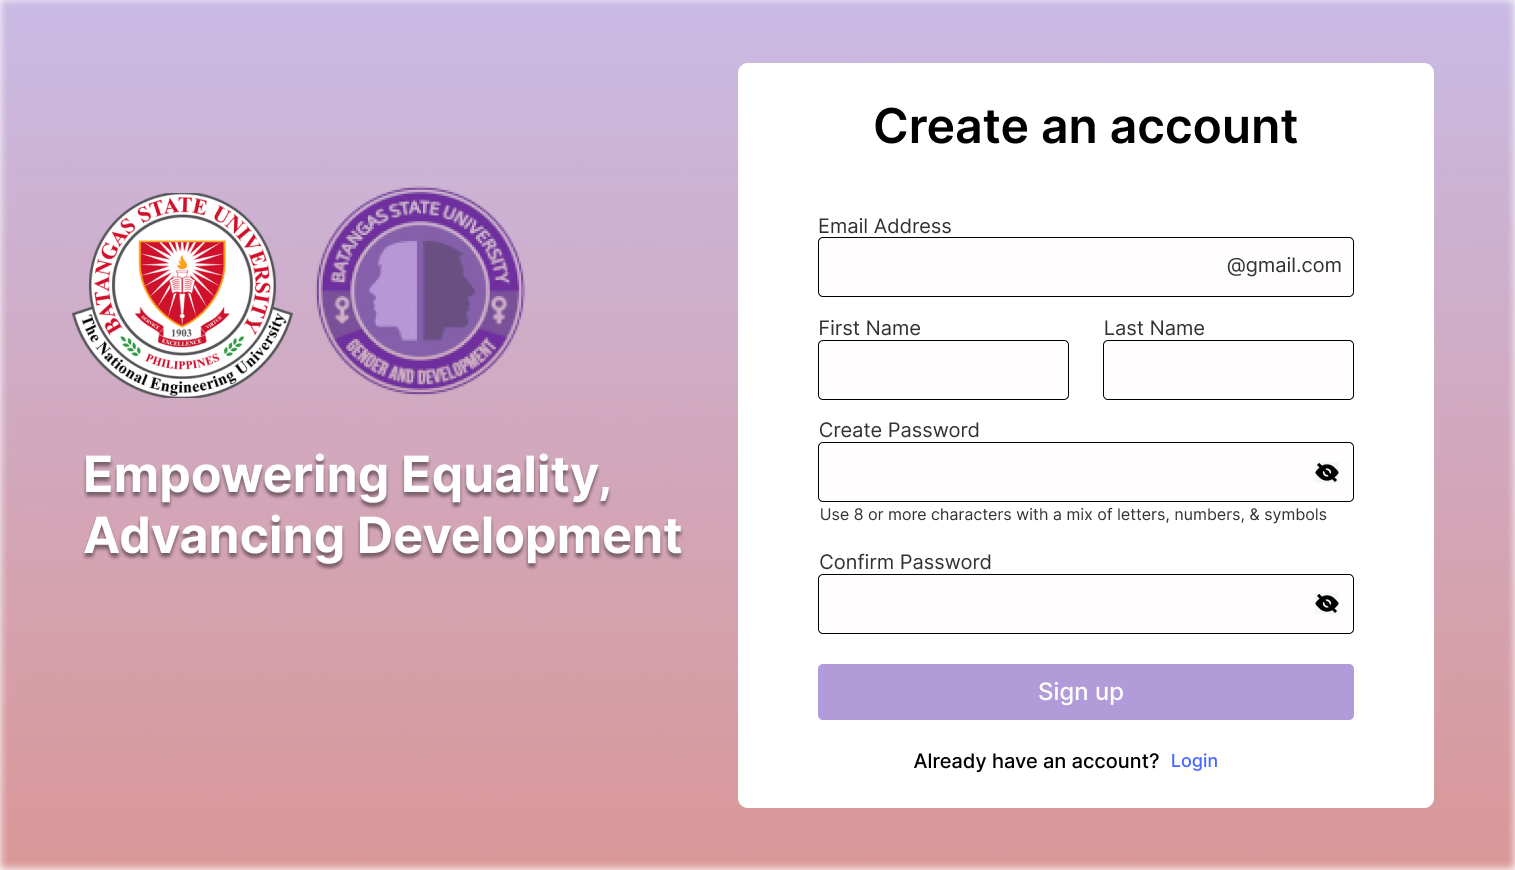 BATANGAS STATE UNIVERSITY
The National Engineering University
1903
EXCELLENCE
PHILIPPINES
BATANGAS STATE UNIVERSITY
GENDER AND DEVELOPMENT
Empowering Equality,
Advancing Development
Create an account
Email Address
@gmail.com
First Name Last Name
Create Password
Use 8 or more characters with a mix of letters, numbers, & symbols
Confirm Password
Sign up
Already have an account? Login